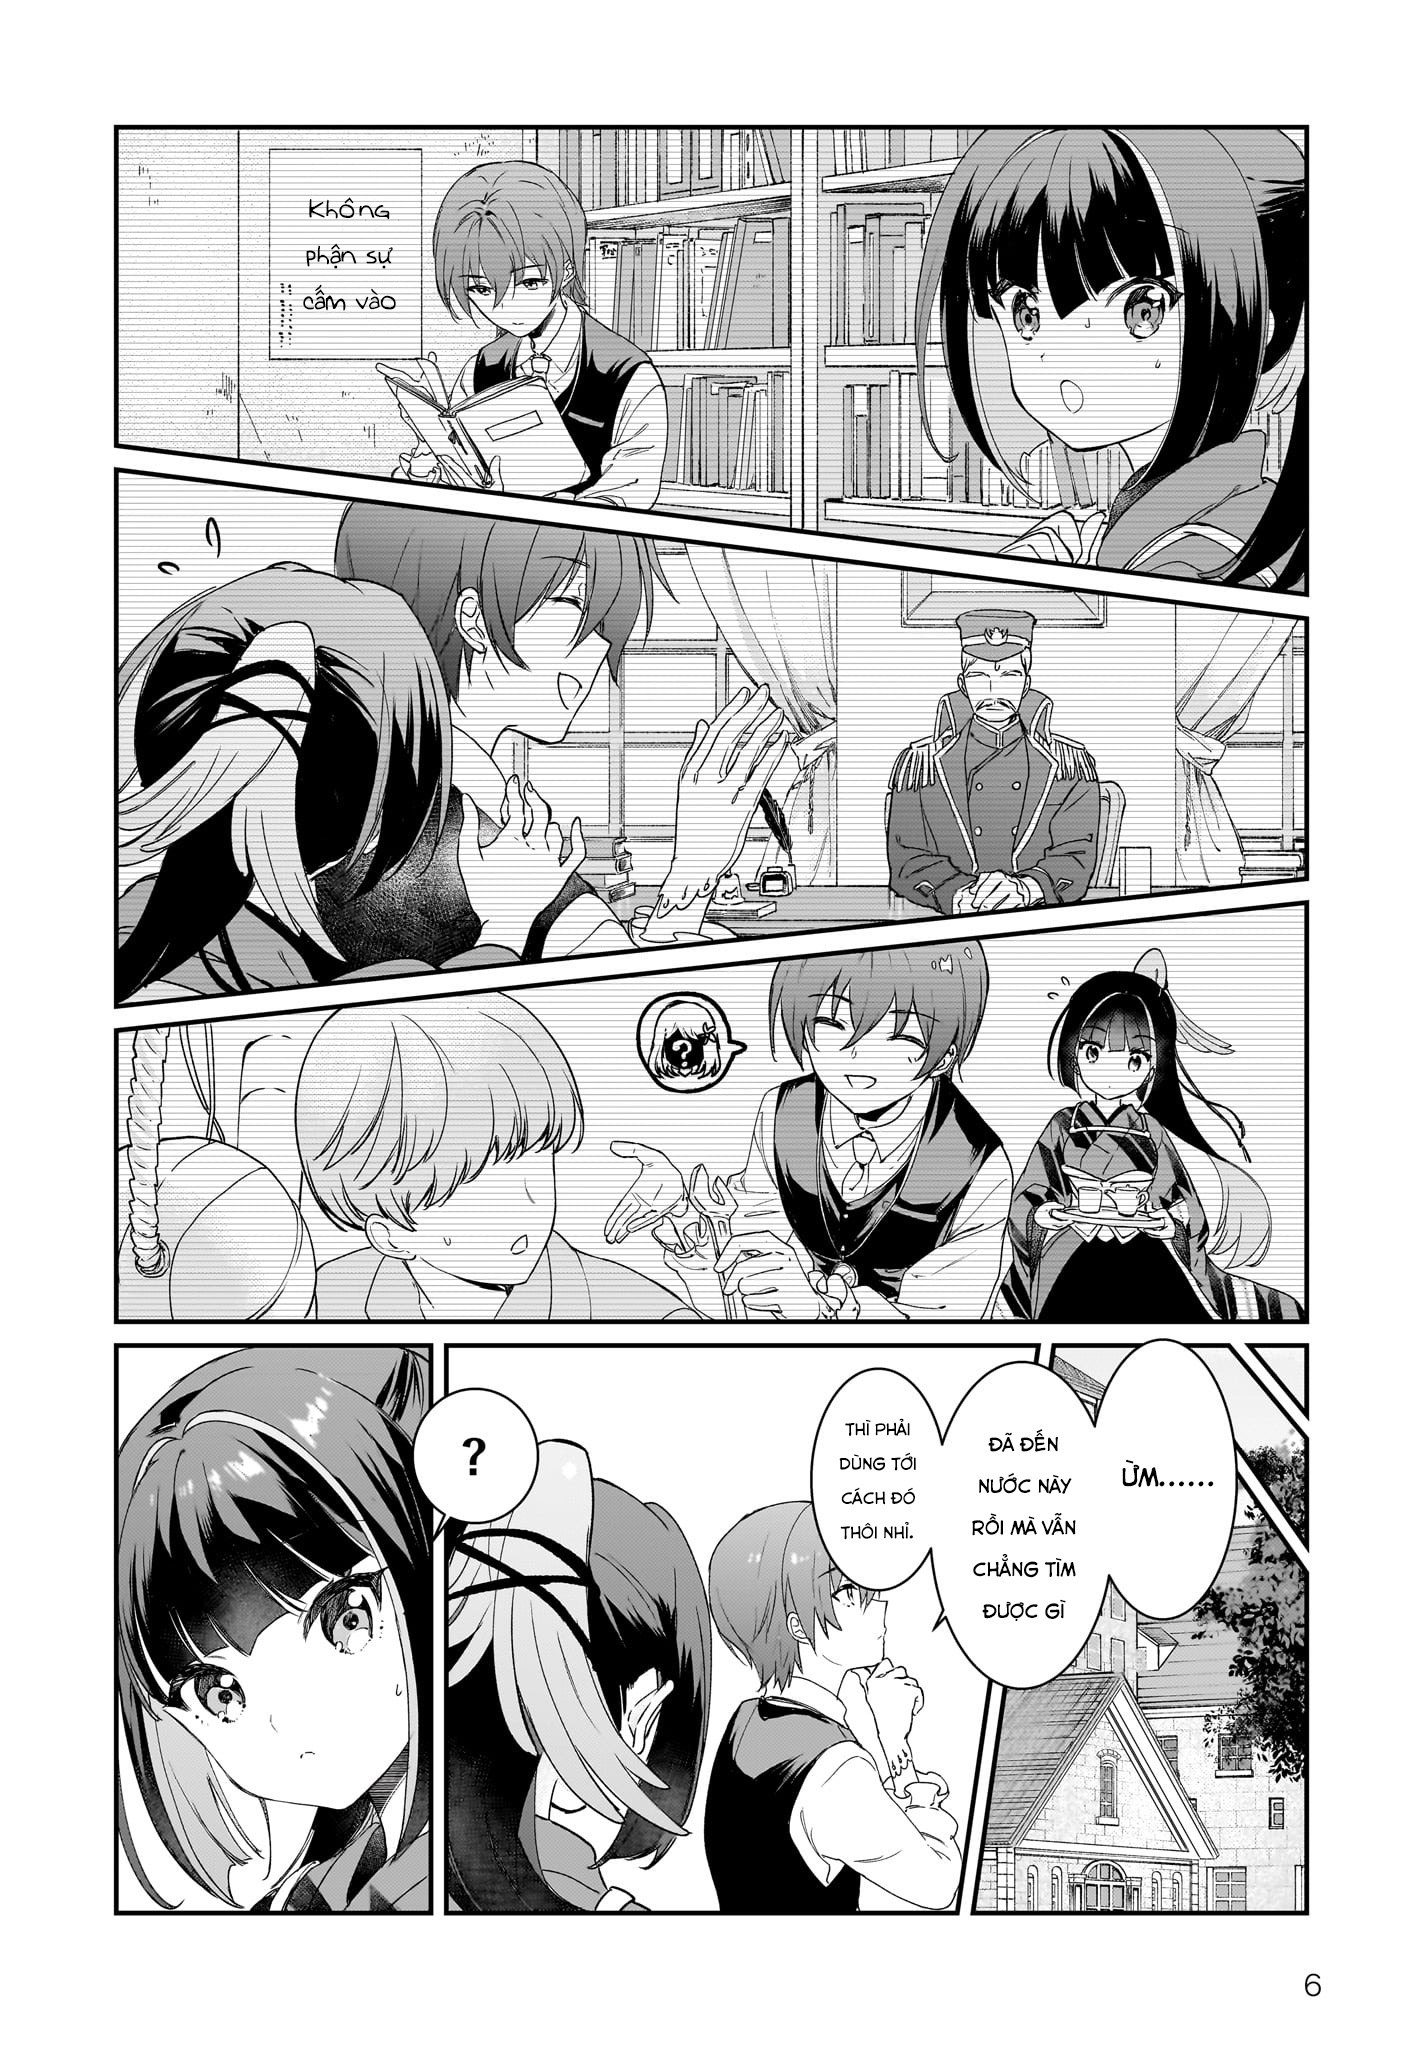 Không
phận sự
cấm vào
?
ỪM......
ĐÃ ĐẾN
NƯỚC NÀY
RỒI MÀ VẪN
CHẲNG TÌM
ĐƯỢC GÌ
THÌ PHẢI
DÙNG TỚI
CÁCH ĐÓ
THÔI NHỈ.
?
6